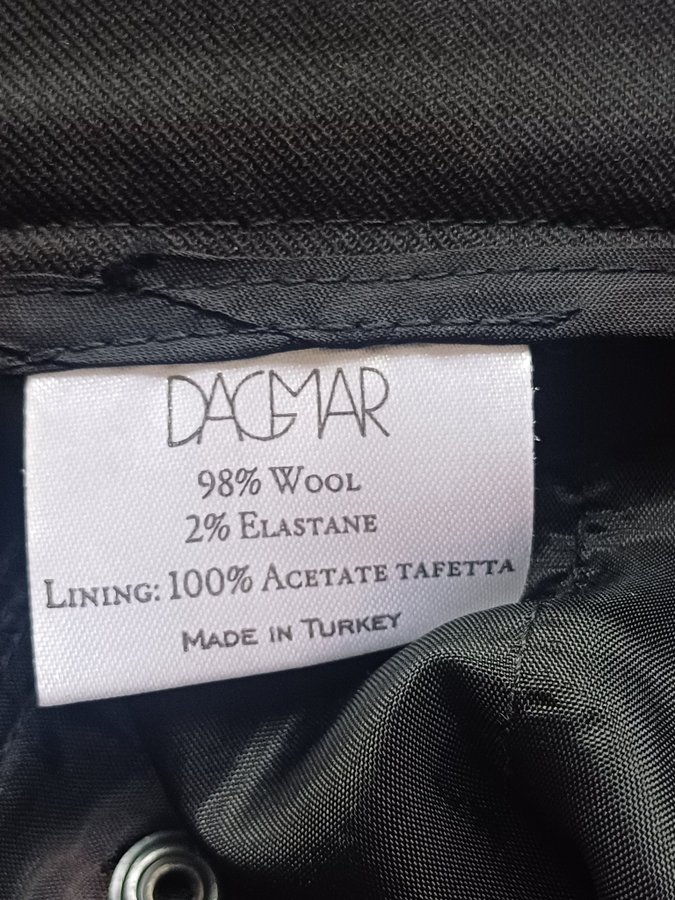 DAGMAR
98% WOOL
2% ELASTANE
LINING: 100% ACETATE TAFETTA
MADE IN TURKEY